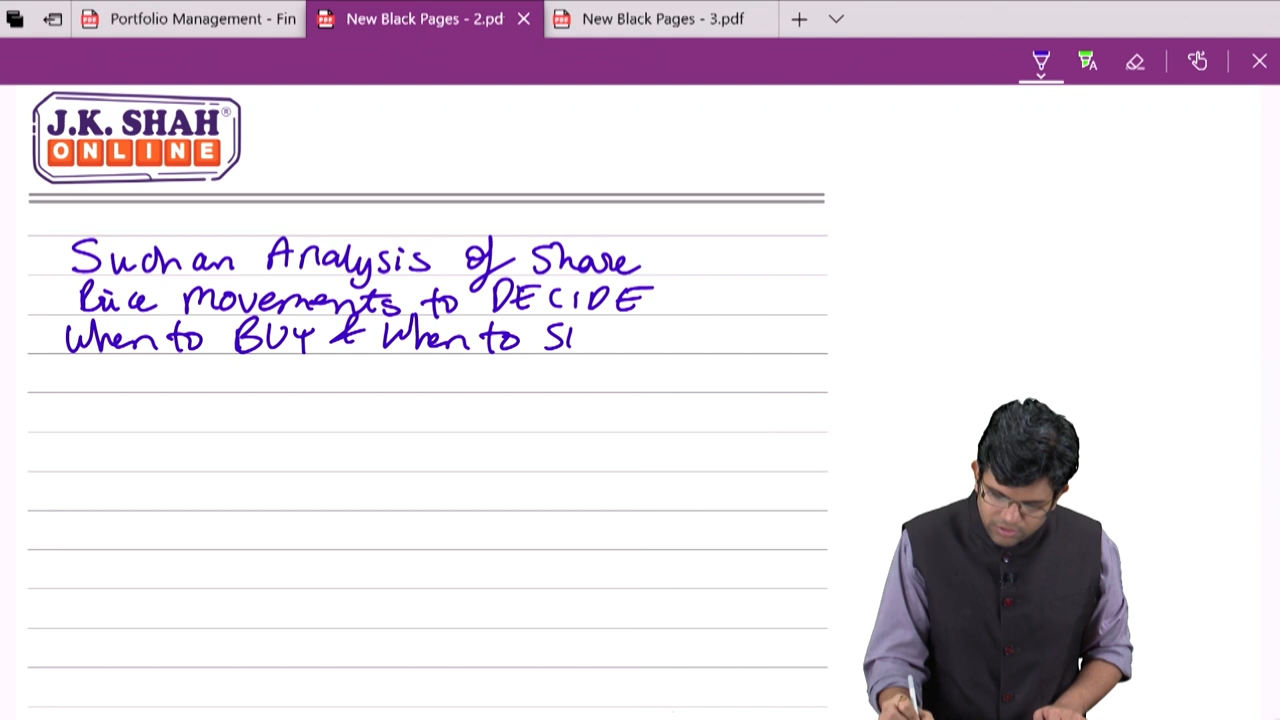 Portfolio Management - Fin
New Black Pages - 2.pd
New Black Pages - 3.pdf
J.K. SHAH®
ONLINE
Such an Analysis of Share
Price Movements to DECIDE
When to BUY & When to S